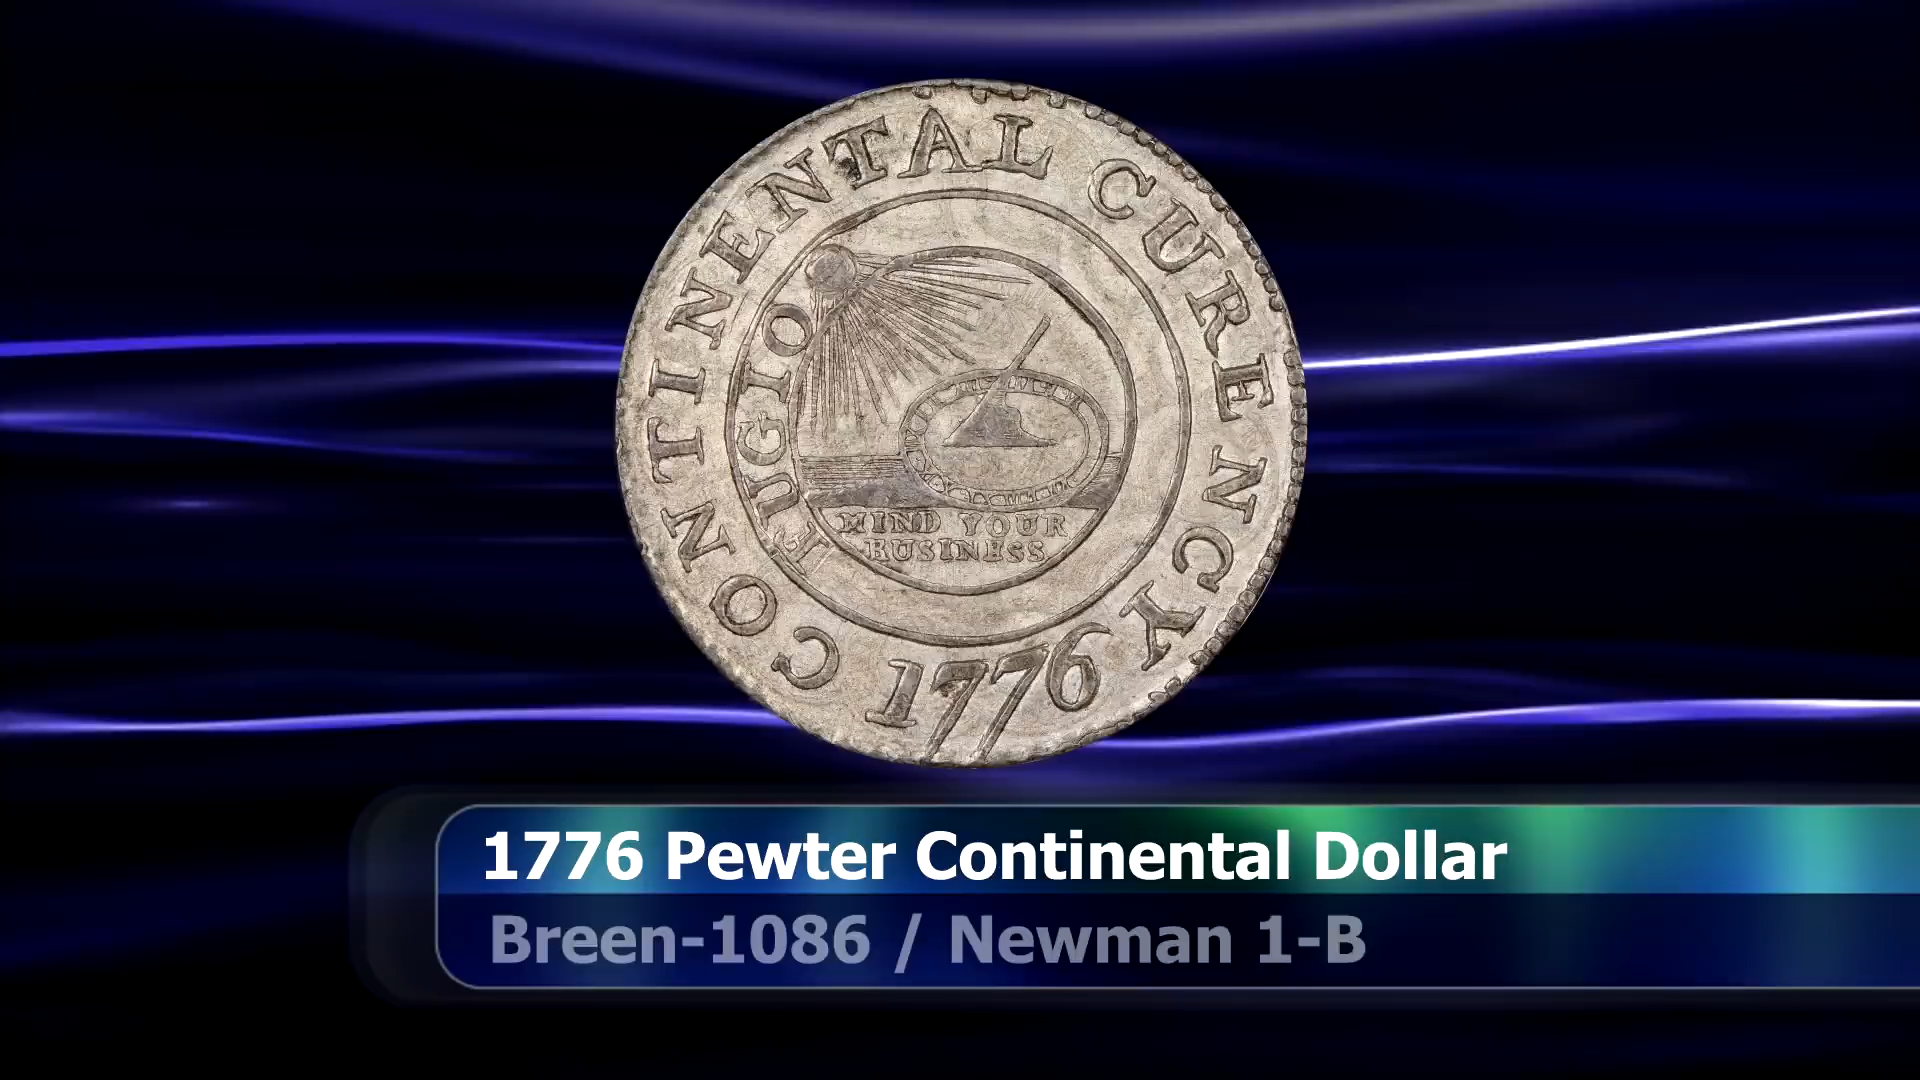 CONTINENTAL CURENCY
FUGIO
MIND YOUR
BUSINESS
1776
1776 Pewter Continental Dollar
Breen-1086 / Newman 1-B